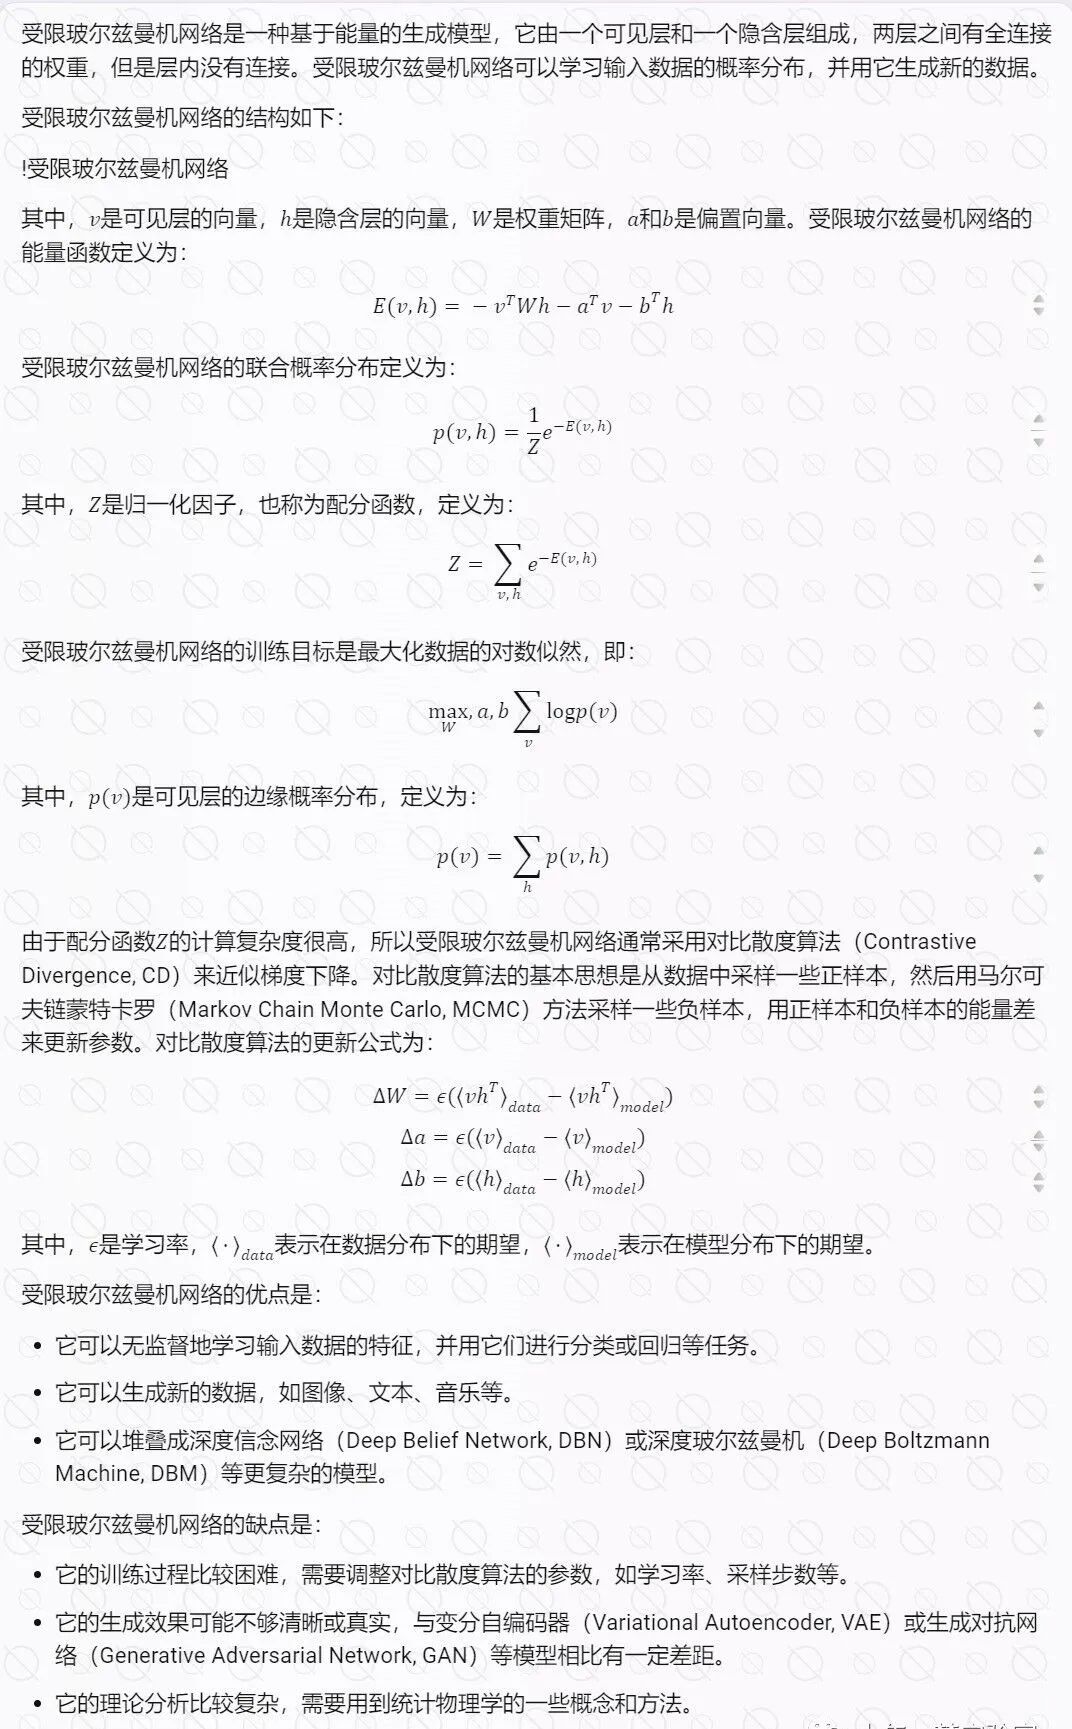 受限玻尔兹曼机网络是一种基于能量的生成模型，它由一个可见层和一个隐含层组成，两层之间有全连接
的权重，但是层内没有连接。受限玻尔兹曼机网络可以学习输入数据的概率分布，并用它生成新的数据。
受限玻尔兹曼机网络的结构如下：
!受限玻尔兹曼机网络
其中，v是可见层的向量，h是隐含层的向量，W是权重矩阵，a和b是偏置向量。受限玻尔兹曼机网络的
能量函数定义为：
E(v,h) = − v^T Wh − a^T v − b^T h
受限玻尔兹曼机网络的联合概率分布定义为：
p(v,h) = \frac{1}{Z} e^{−E(v,h)}
其中，Z是归一化因子，也称为配分函数，定义为：
Z = \sum_{v,h} e^{−E(v,h)}
受限玻尔兹曼机网络的训练目标是最大化数据的对数似然，即：
\max_{W}, a, b \sum_{v} log p(v)
其中，p(v)是可见层的边缘概率分布，定义为：
p(v) = \sum_{h} p(v,h)
由于配分函数Z的计算复杂度很高，所以受限玻尔兹曼机网络通常采用对比散度算法（Contrastive
Divergence, CD）来近似梯度下降。对比散度算法的基本思想是从数据中采样一些正样本，然后用马尔可
夫链蒙特卡罗（Markov Chain Monte Carlo, MCMC）方法采样一些负样本，用正样本和负样本的能量差
来更新参数。对比散度算法的更新公式为：
ΔW = ϵ(⟨vh^T⟩_{data} − ⟨vh^T⟩_{model})
Δa = ϵ(⟨v⟩_{data} − ⟨v⟩_{model})
Δb = ϵ(⟨h⟩_{data} − ⟨h⟩_{model})
其中，ϵ是学习率，⟨·⟩_{data}表示在数据分布下的期望，⟨·⟩_{model}表示在模型分布下的期望。
受限玻尔兹曼机网络的优点是：
• 它可以无监督地学习输入数据的特征，并用它们进行分类或回归等任务。
• 它可以生成新的数据，如图像、文本、音乐等。
• 它可以堆叠成深度信念网络（Deep Belief Network, DBN）或深度玻尔兹曼机（Deep Boltzmann
Machine, DBM）等更复杂的模型。
受限玻尔兹曼机网络的缺点是：
• 它的训练过程比较困难，需要调整对比散度算法的参数，如学习率、采样步数等。
• 它的生成效果可能不够清晰或真实，与变分自编码器（Variational Autoencoder, VAE）或生成对抗网
络（Generative Adversarial Network, GAN）等模型相比有一定差距。
• 它的理论分析比较复杂，需要用到统计物理学的一些概念和方法。